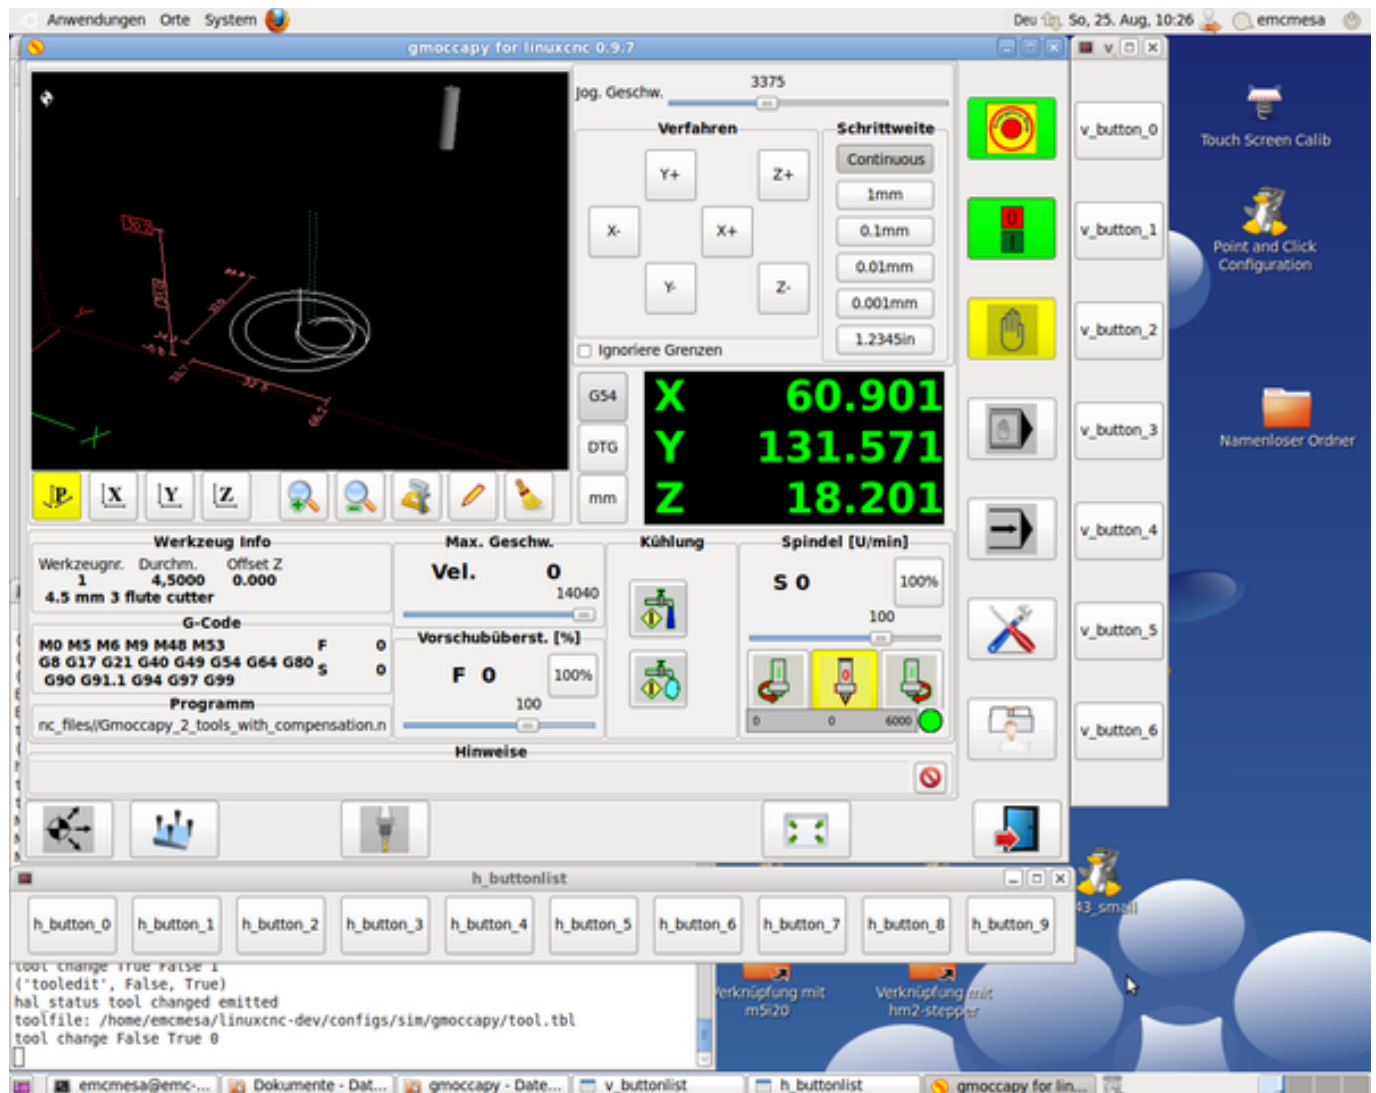 Anwendungen Orte System
Deu So, 25. Aug, 10:26 emcmesa
gmoccapy for linuxcnc 0.9.7
Jog. Geschw.
3375
Verfahren
Y+
Z+
X-
X+
Y-
Z-
Ignoriere Grenzen
Schrittweite
Continuous
1mm
0.1mm
0.01mm
0.001mm
1.2345in
G54
DTG
mm
X 60.901
Y 131.571
Z 18.201
X
P
X
Y
Z
Werkzeug Info
Werkzeugnr. Durchm. Offset Z
1 4,5000 0.000
4.5 mm 3 flute cutter
G-Code
M0 M5 M6 M9 M48 M53
G8 G17 G21 G40 G49 G54 G64 G80
G90 G91.1 G94 G97 G99
F 0
S 0
Programm
nc_files//Gmoccapy_2_tools_with_compensation.n
Max. Geschw.
Vel. 0
14040
Vorschubüberst. [%]
F 0
100%
100
Kühlung
Spindel [U/min]
S 0
100%
100
0 0 6000
Hinweise
v
v_button_0
v_button_1
v_button_2
v_button_3
v_button_4
v_button_5
v_button_6
Touch Screen Calib
Point and Click
Configuration
Namenloser Ordner
43_small
h_buttonlist
h_button_0
h_button_1
h_button_2
h_button_3
h_button_4
h_button_5
h_button_6
h_button_7
h_button_8
h_button_9
tool change True False 1
('tooledit', False, True)
hal status tool changed emitted
toolfile: /home/emcmesa/linuxcnc-dev/configs/sim/gmoccapy/tool.tbl
tool change False True 0
Verknüpfung mit
m5i20
Verknüpfung mit
hm2-stepper
emcmesa@emc-...
Dokumente - Dat...
gmoccapy - Date...
v_buttonlist
h_buttonlist
gmoccapy for lin...